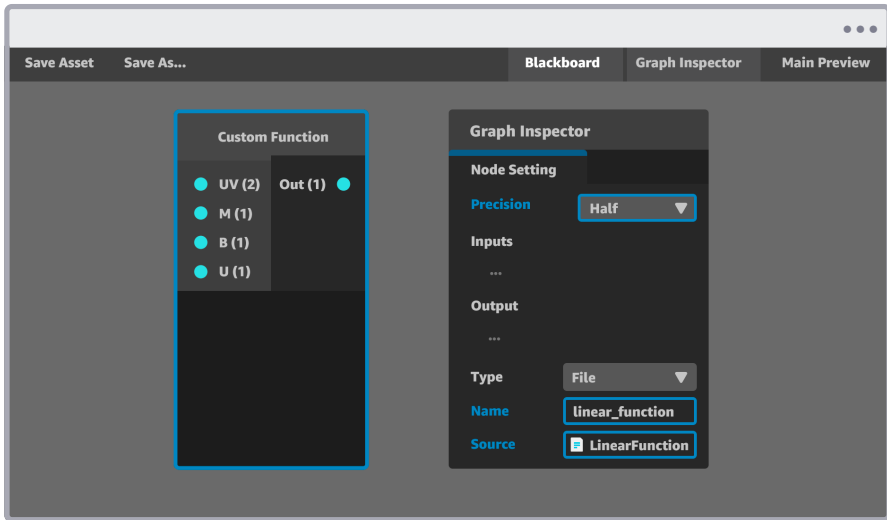 Save Asset Save As... Blackboard Graph Inspector Main Preview
Custom Function
UV (2) Out (1)
M (1)
B (1)
U (1)
Graph Inspector
Node Setting
Precision Half
Inputs
...
Output
...
Type File
Name linear_function
Source LinearFunction